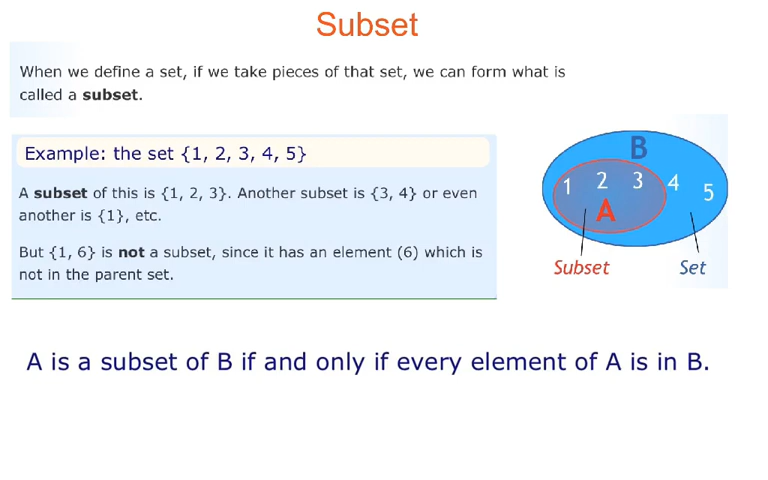 Subset
When we define a set, if we take pieces of that set, we can form what is
called a subset.
Example: the set {1, 2, 3, 4, 5}
A subset of this is {1, 2, 3}. Another subset is {3, 4} or even
another is {1}, etc.
But {1, 6} is not a subset, since it has an element (6) which is
not in the parent set.
B
1 2 3 4 5
A
Subset Set
A is a subset of B if and only if every element of A is in B.